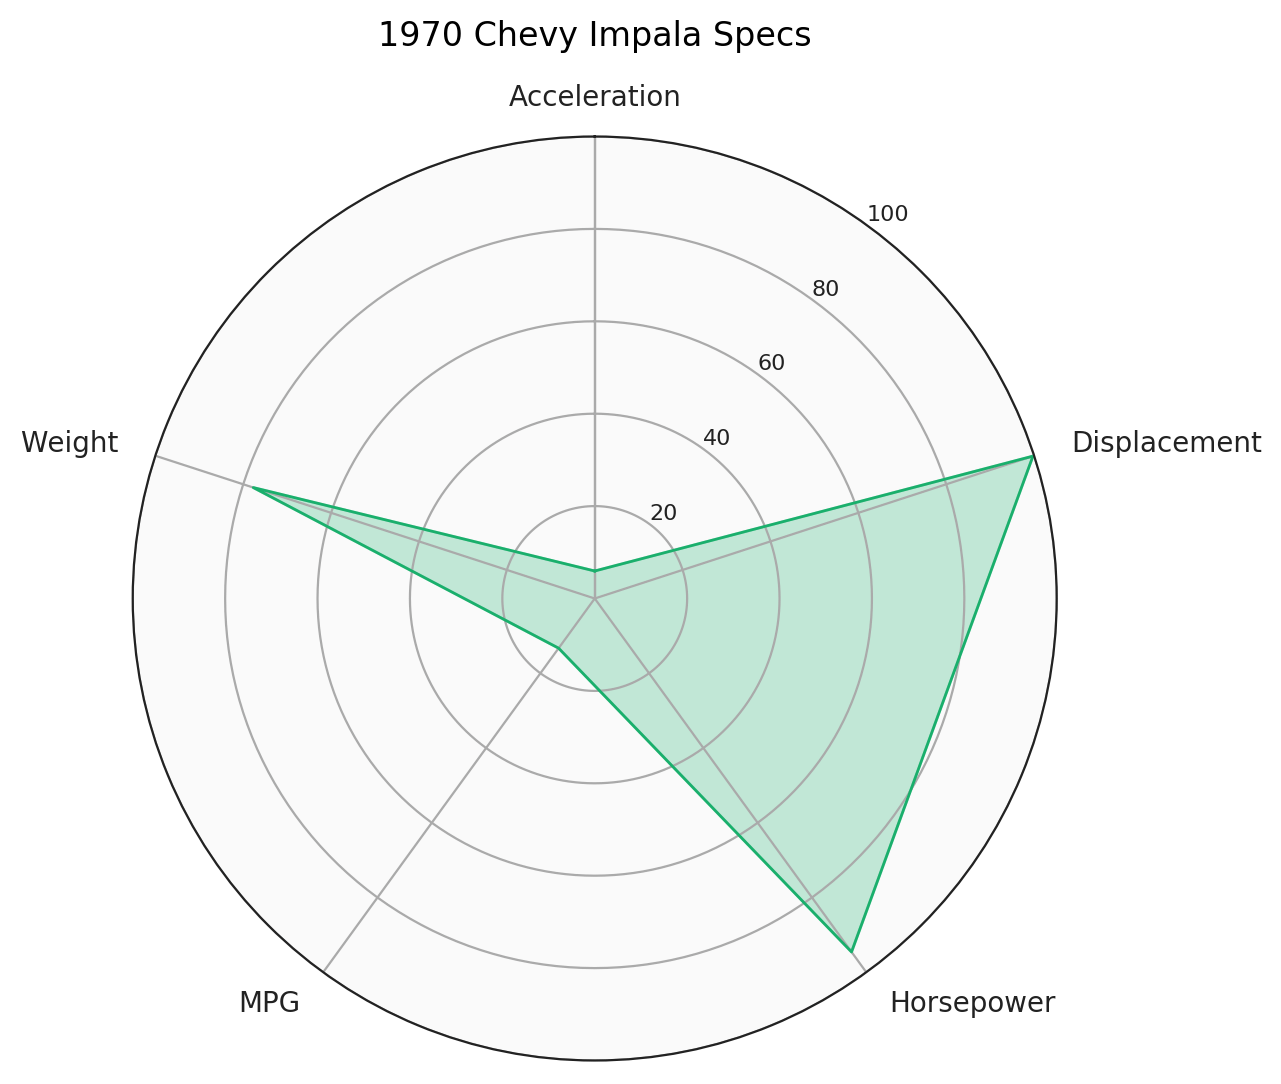 1970 Chevy Impala Specs
Acceleration
100
80
60
40
20
Weight
Displacement
MPG
Horsepower